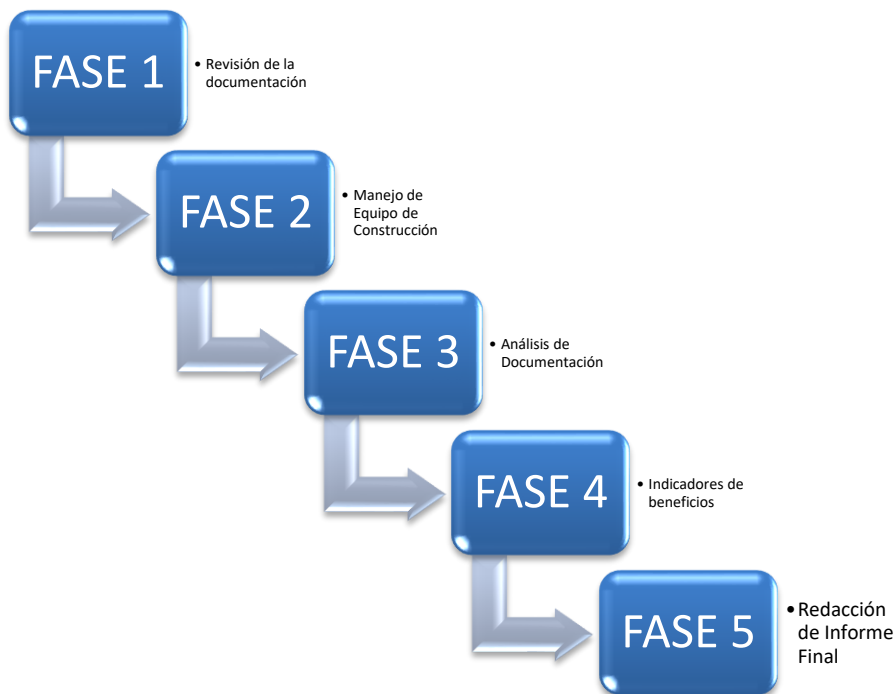 FASE 1
• Revisión de la
documentación
FASE 2
• Manejo de
Equipo de
Construcción
FASE 3
• Análisis de
Documentación
FASE 4
• Indicadores de
beneficios
FASE 5
• Redacción
de Informe
Final